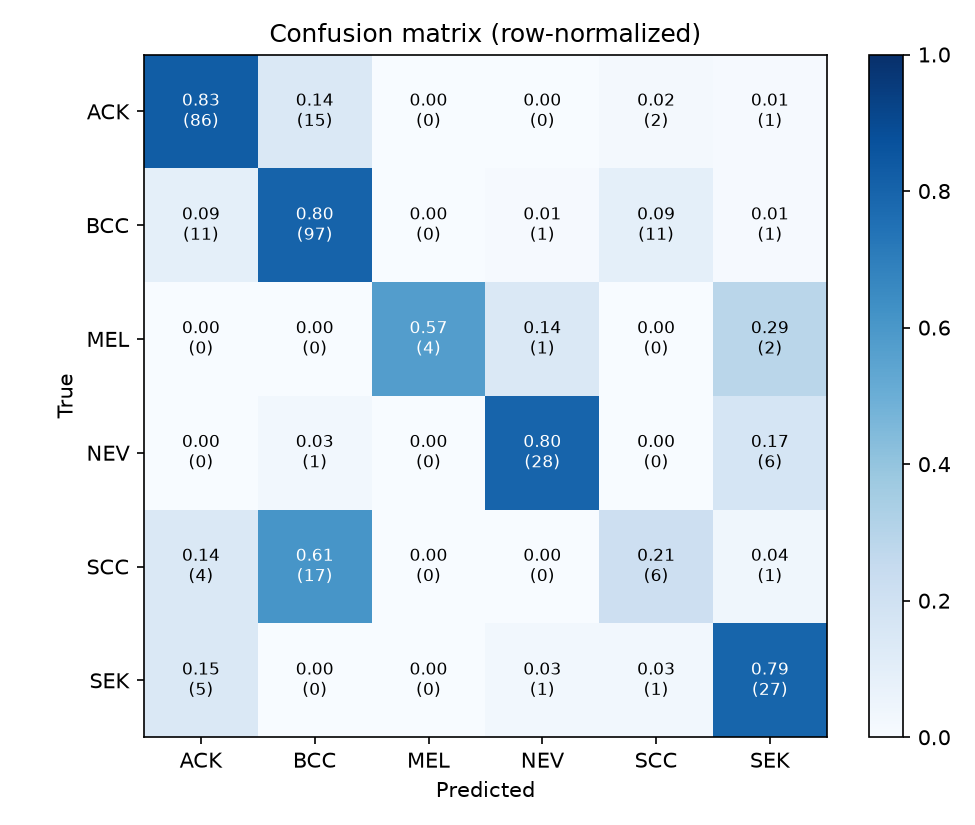 Confusion matrix (row-normalized)
1.0
ACK 0.83 0.14 0.00 0.00 0.02 0.01
(86) (15) (0) (0) (2) (1)
0.8
BCC 0.09 0.80 0.00 0.01 0.09 0.01
(11) (97) (0) (1) (11) (1)
MEL 0.00 0.00 0.57 0.14 0.00 0.29
(0) (0) (4) (1) (0) (2)
0.6
True
NEV 0.00 0.03 0.00 0.80 0.00 0.17
(0) (1) (0) (28) (0) (6)
0.4
SCC 0.14 0.61 0.00 0.00 0.21 0.04
(4) (17) (0) (0) (6) (1)
0.2
SEK 0.15 0.00 0.00 0.03 0.03 0.79
(5) (0) (0) (1) (1) (27)
0.0
ACK BCC MEL NEV SCC SEK
Predicted